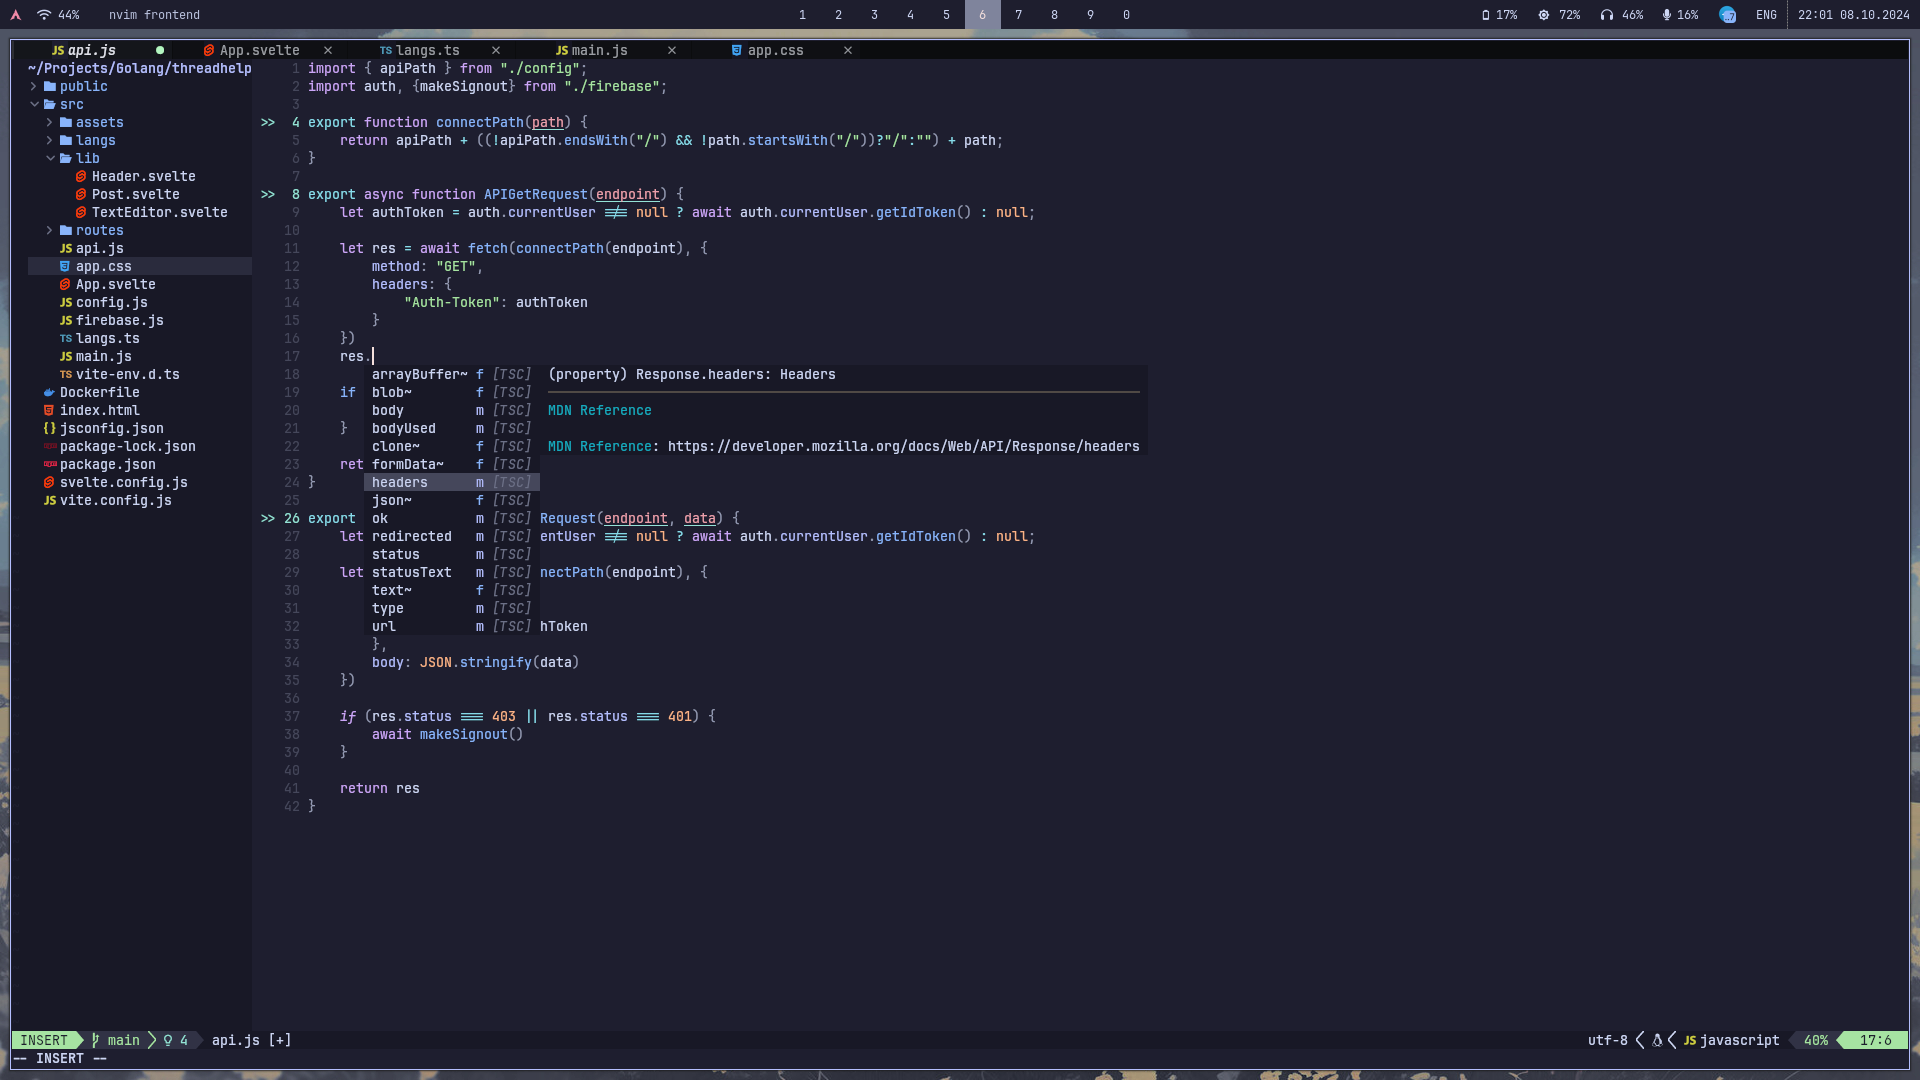 44% nvim frontend 1 2 3 4 5 6 7 8 9 0 17% 72% 46% 16% ENG 22:01 08.10.2024
JS api.js App.svelte × TS langs.ts × JS main.js × app.css ×
~/Projects/Golang/threadhelp
public
src
assets
langs
lib
Header.svelte
Post.svelte
TextEditor.svelte
routes
JS api.js
app.css
App.svelte
JS config.js
JS firebase.js
TS langs.ts
JS main.js
TS vite-env.d.ts
Dockerfile
index.html
{} jsconfig.json
package-lock.json
package.json
svelte.config.js
JS vite.config.js
1 import { apiPath } from "./config";
2 import auth, {makeSignout} from "./firebase";
3
>> 4 export function connectPath(path) {
5 return apiPath + ((!apiPath.endsWith("/") && !path.startsWith("/"))?"/":"") + path;
6 }
7
>> 8 export async function APIGetRequest(endpoint) {
9 let authToken = auth.currentUser !== null ? await auth.currentUser.getIdToken() : null;
10
11 let res = await fetch(connectPath(endpoint), {
12 method: "GET",
13 headers: {
14 "Auth-Token": authToken
15 }
16 })
17 res.
18 arrayBuffer~ f [TSC] (property) Response.headers: Headers
19 if blob~ f [TSC]
20 body m [TSC] MDN Reference
21 } bodyUsed m [TSC]
22 clone~ f [TSC] MDN Reference: https://developer.mozilla.org/docs/Web/API/Response/headers
23 ret formData~ f [TSC]
24 } headers m [TSC]
25 json~ f [TSC]
>> 26 export ok m [TSC] Request(endpoint, data) {
27 let redirected m [TSC] entUser !== null ? await auth.currentUser.getIdToken() : null;
28 status m [TSC]
29 let statusText m [TSC] nectPath(endpoint), {
30 text~ f [TSC]
31 type m [TSC]
32 url m [TSC] hToken
33 },
34 body: JSON.stringify(data)
35 })
36
37 if (res.status === 403 || res.status === 401) {
38 await makeSignout()
39 }
40
41 return res
42 }
INSERT main 4 api.js [+] utf-8 JS javascript 40% 17:6
-- INSERT --